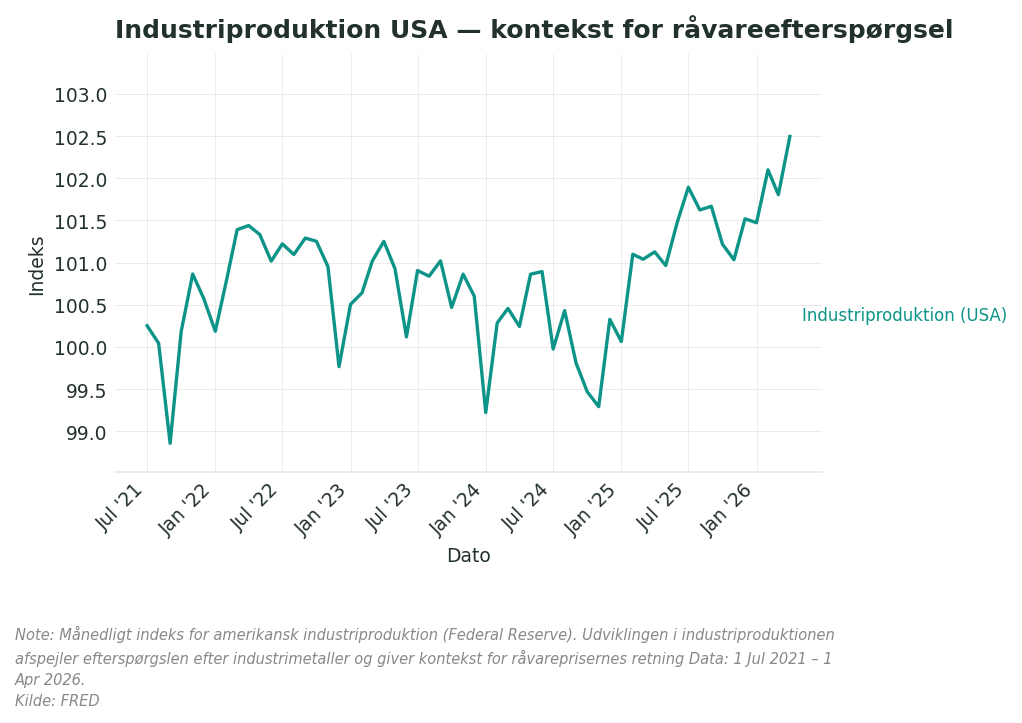 Industriproduktion USA — kontekst for råvareefterspørgsel
103.0
102.5
102.0
101.5
101.0
100.5
100.0
99.5
99.0
Indeks
Industriproduktion (USA)
Jul '21
Jan '22
Jul '22
Jan '23
Jul '23
Jan '24
Jul '24
Jan '25
Jul '25
Jan '26
Dato
Note: Månedligt indeks for amerikansk industriproduktion (Federal Reserve). Udviklingen i industriproduktionen
afspejler efterspørgslen efter industrimetaller og giver kontekst for råvareprisernes retning Data: 1 Jul 2021 – 1
Apr 2026.
Kilde: FRED